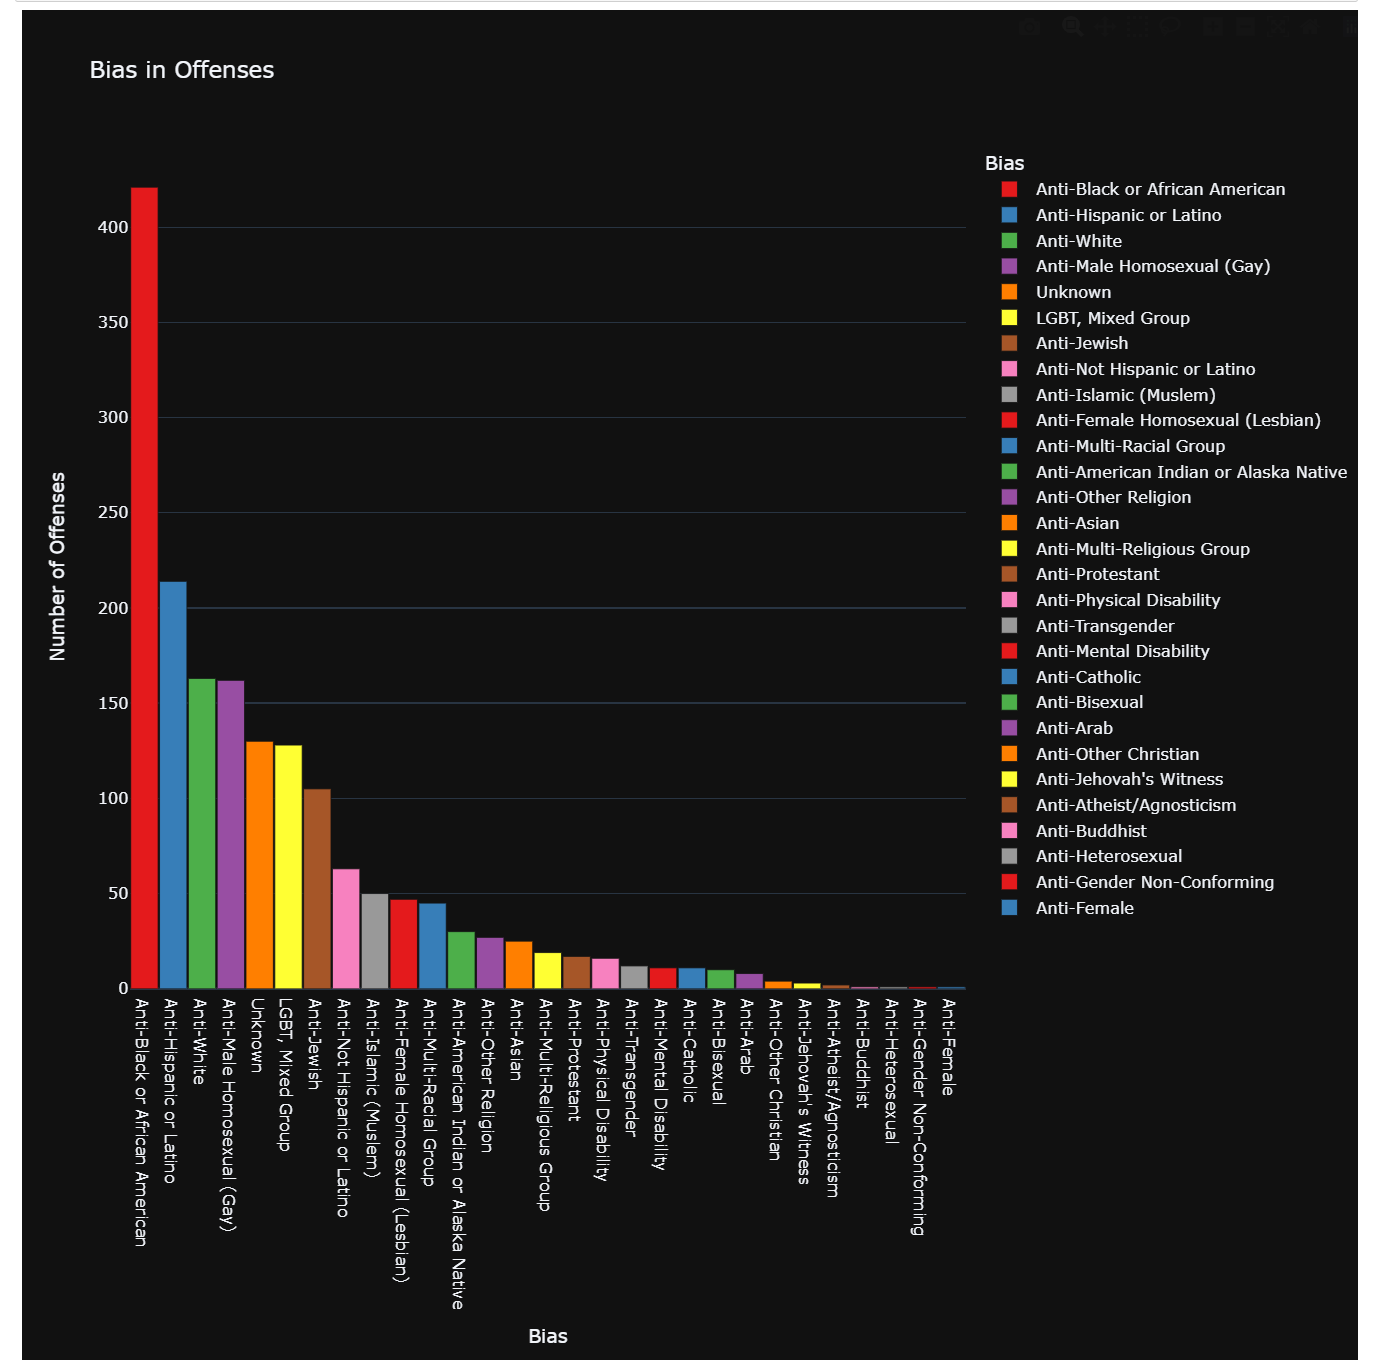 Bias in Offenses
Bias
Anti-Black or African American
Anti-Hispanic or Latino
Anti-White
Anti-Male Homosexual (Gay)
Unknown
LGBT, Mixed Group
Anti-Jewish
Anti-Not Hispanic or Latino
Anti-Islamic (Muslem)
Anti-Female Homosexual (Lesbian)
Anti-Multi-Racial Group
Anti-American Indian or Alaska Native
Anti-Other Religion
Anti-Asian
Anti-Multi-Religious Group
Anti-Protestant
Anti-Physical Disability
Anti-Transgender
Anti-Mental Disability
Anti-Catholic
Anti-Bisexual
Anti-Arab
Anti-Other Christian
Anti-Jehovah's Witness
Anti-Atheist/Agnosticism
Anti-Buddhist
Anti-Heterosexual
Anti-Gender Non-Conforming
Anti-Female
Number of Offenses
400
350
300
250
200
150
100
50
0
Anti-Black or African American
Anti-Hispanic or Latino
Anti-White
Anti-Male Homosexual (Gay)
Unknown
LGBT, Mixed Group
Anti-Jewish
Anti-Not Hispanic or Latino
Anti-Islamic (Muslem)
Anti-Female Homosexual (Lesbian)
Anti-Multi-Racial Group
Anti-American Indian or Alaska Native
Anti-Other Religion
Anti-Asian
Anti-Multi-Religious Group
Anti-Protestant
Anti-Physical Disability
Anti-Transgender
Anti-Mental Disability
Anti-Catholic
Anti-Bisexual
Anti-Arab
Anti-Other Christian
Anti-Jehovah's Witness
Anti-Atheist/Agnosticism
Anti-Buddhist
Anti-Heterosexual
Anti-Gender Non-Conforming
Anti-Female
Bias